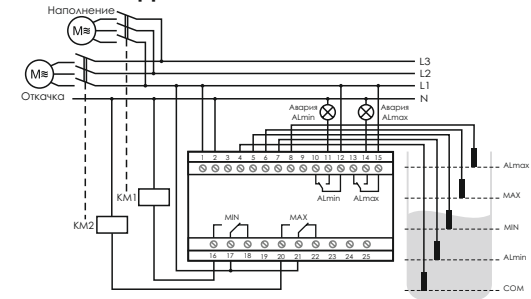 Наполнение
M≋
M≋
Откачка
L3
L2
L1
N
Авария
ALmin
Авария
ALmax
1 2 3 4 5 6 7 8 9 10 11 12 13 14 15
ALmin
ALmax
KM1
KM2
MIN
MAX
16 17 18 19 20 21 22 23 24 25
ALmax
MAX
MIN
ALmin
COM